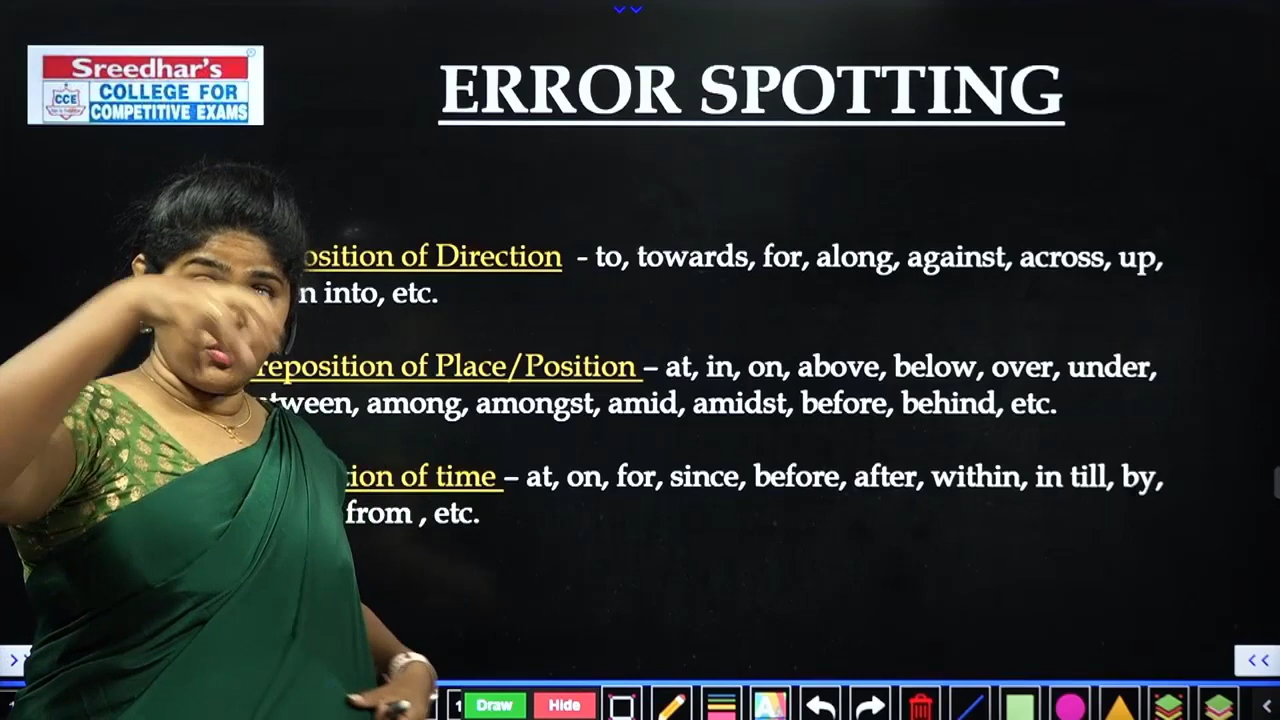 Sreedhar's
CCE
COLLEGE FOR
COMPETITIVE EXAMS
ERROR SPOTTING
osition of Direction - to, towards, for, along, against, across, up,
n into, etc.
reposition of Place/Position – at, in, on, above, below, over, under,
tween, among, amongst, amid, amidst, before, behind, etc.
tion of time – at, on, for, since, before, after, within, in till, by,
from , etc.
Draw Hide